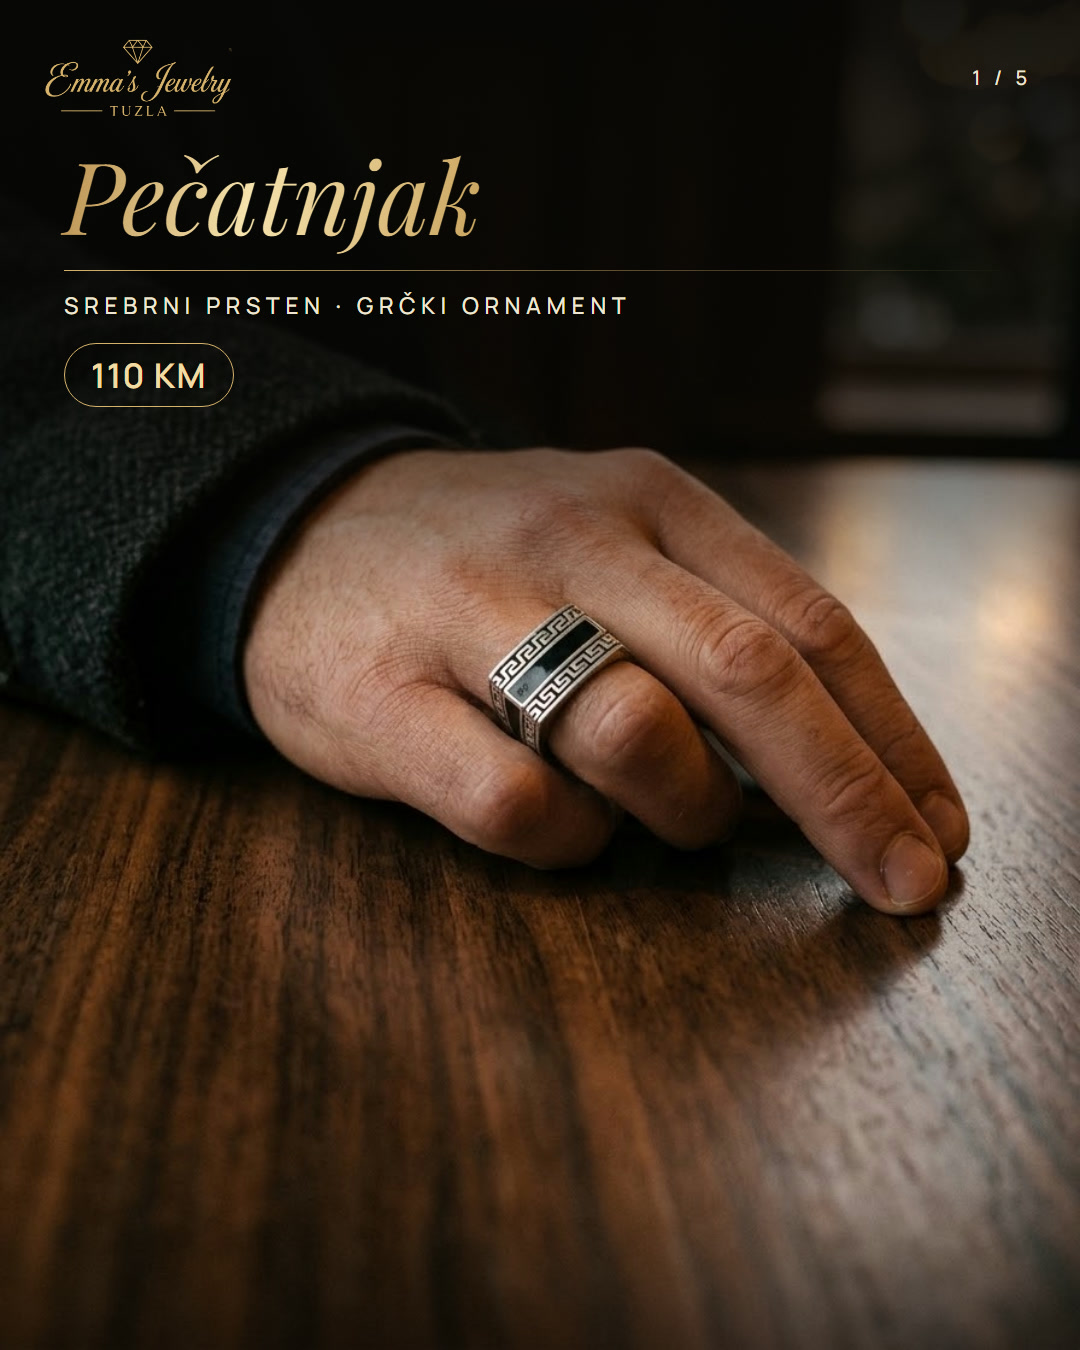 Emma's Jewelry
TUZLA
1 / 5
Pečatnjak
SREBRNI PRSTEN · GRČKI ORNAMENT
110 KM